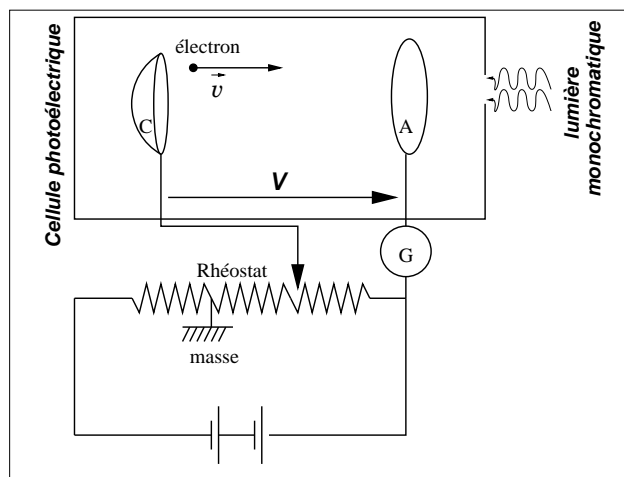 Cellule photoélectrique
électron
v
C
A
V
lumière
monochromatique
G
Rhéostat
masse